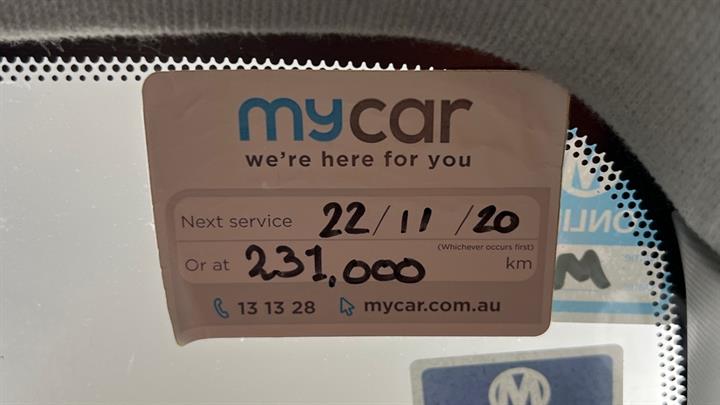 mycar
we're here for you
Next service 22/11/20
(Whichever occurs first)
Or at 231,000 km
13 13 28 mycar.com.au
M